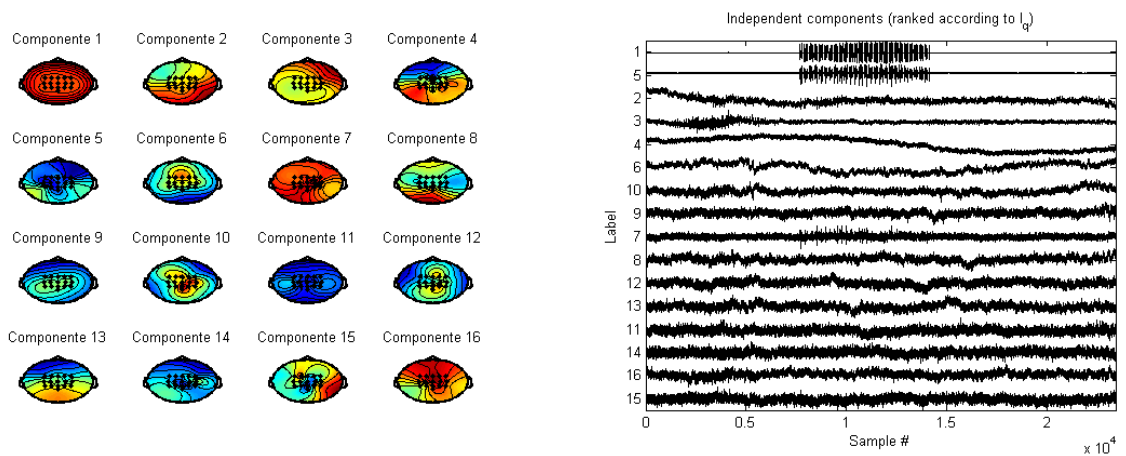 Componente 1 Componente 2 Componente 3 Componente 4
Componente 5 Componente 6 Componente 7 Componente 8
Componente 9 Componente 10 Componente 11 Componente 12
Componente 13 Componente 14 Componente 15 Componente 16
Independent components (ranked according to I_q)
1
5
2
3
4
6
10
9
7
8
12
13
11
14
16
15
Label
0 0.5 1 1.5 2
Sample #
x 10^4